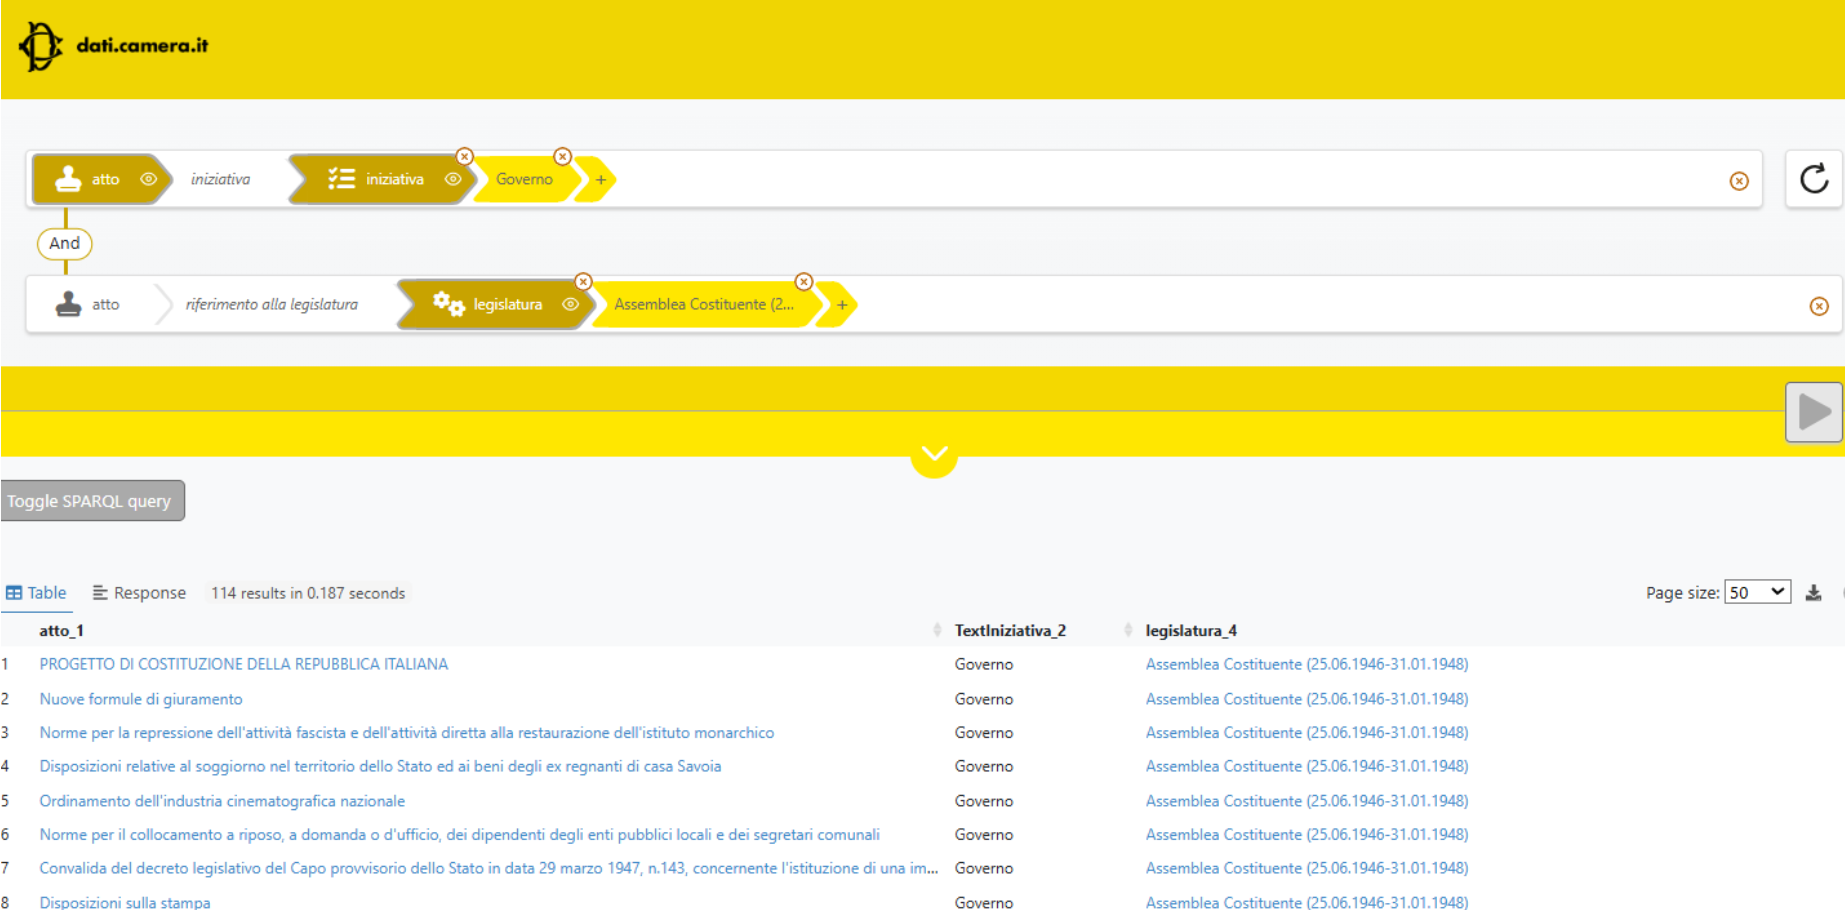 dati.camera.it
atto iniziativa iniziativa Governo +
And
atto riferimento alla legislatura legislatura Assemblea Costituente (2... +
Toggle SPARQL query
Table Response 114 results in 0.187 seconds Page size: 50
atto_1 TextIniziativa_2 legislatura_4
1 PROGETTO DI COSTITUZIONE DELLA REPUBBLICA ITALIANA Governo Assemblea Costituente (25.06.1946-31.01.1948)
2 Nuove formule di giuramento Governo Assemblea Costituente (25.06.1946-31.01.1948)
3 Norme per la repressione dell'attività fascista e dell'attività diretta alla restaurazione dell'istituto monarchico Governo Assemblea Costituente (25.06.1946-31.01.1948)
4 Disposizioni relative al soggiorno nel territorio dello Stato ed ai beni degli ex regnanti di casa Savoia Governo Assemblea Costituente (25.06.1946-31.01.1948)
5 Ordinamento dell'industria cinematografica nazionale Governo Assemblea Costituente (25.06.1946-31.01.1948)
6 Norme per il collocamento a riposo, a domanda o d'ufficio, dei dipendenti degli enti pubblici locali e dei segretari comunali Governo Assemblea Costituente (25.06.1946-31.01.1948)
7 Convalida del decreto legislativo del Capo provvisorio dello Stato in data 29 marzo 1947, n.143, concernente l'istituzione di una im... Governo Assemblea Costituente (25.06.1946-31.01.1948)
8 Disposizioni sulla stampa Governo Assemblea Costituente (25.06.1946-31.01.1948)